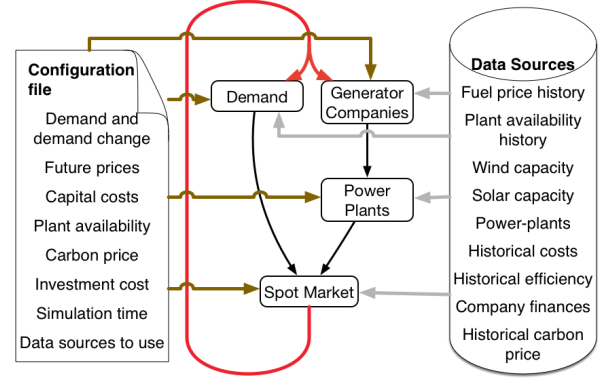 Configuration
file
Demand and
demand change
Future prices
Capital costs
Plant availability
Carbon price
Investment cost
Simulation time
Data sources to use
Demand
Generator
Companies
Power
Plants
Spot Market
Data Sources
Fuel price history
Plant availability
history
Wind capacity
Solar capacity
Power-plants
Historical costs
Historical efficiency
Company finances
Historical carbon
price